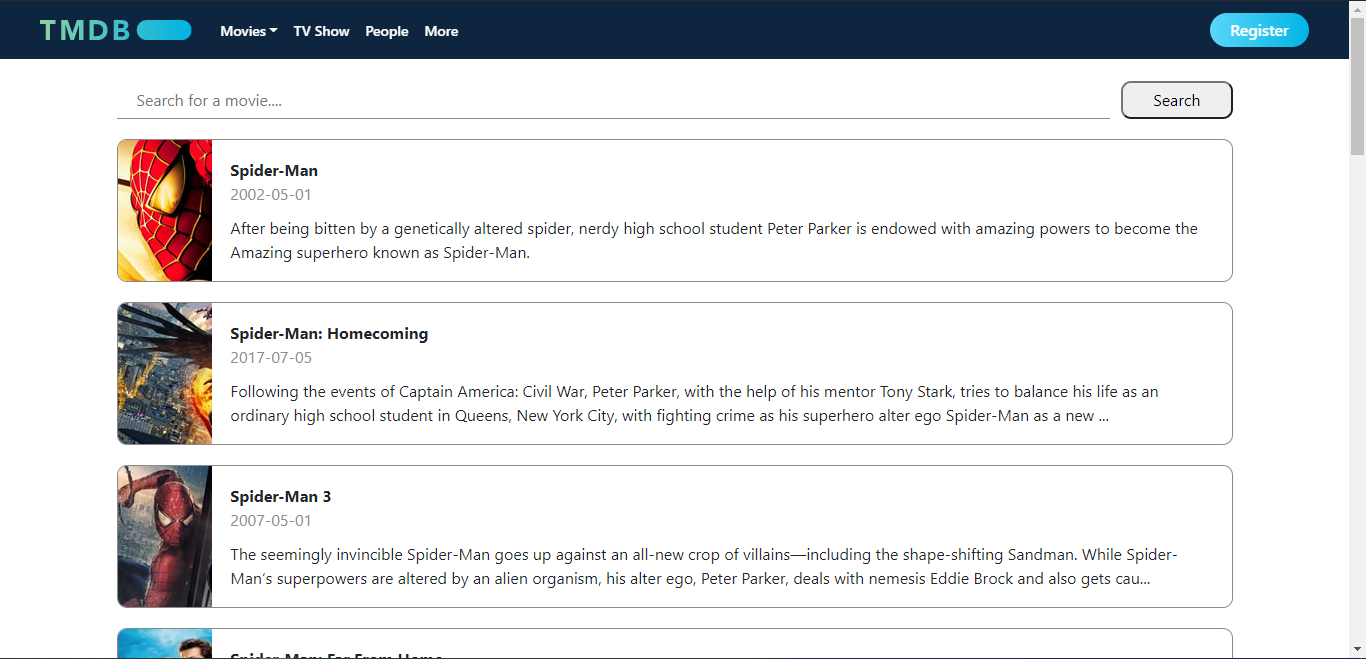 TMDB
Movies TV Show People More
Register
Search for a movie....
Search
Spider-Man
2002-05-01
After being bitten by a genetically altered spider, nerdy high school student Peter Parker is endowed with amazing powers to become the
Amazing superhero known as Spider-Man.
Spider-Man: Homecoming
2017-07-05
Following the events of Captain America: Civil War, Peter Parker, with the help of his mentor Tony Stark, tries to balance his life as an
ordinary high school student in Queens, New York City, with fighting crime as his superhero alter ego Spider-Man as a new ...
Spider-Man 3
2007-05-01
The seemingly invincible Spider-Man goes up against an all-new crop of villains—including the shape-shifting Sandman. While Spider-
Man’s superpowers are altered by an alien organism, his alter ego, Peter Parker, deals with nemesis Eddie Brock and also gets cau...
Spider-Man: Far From Home